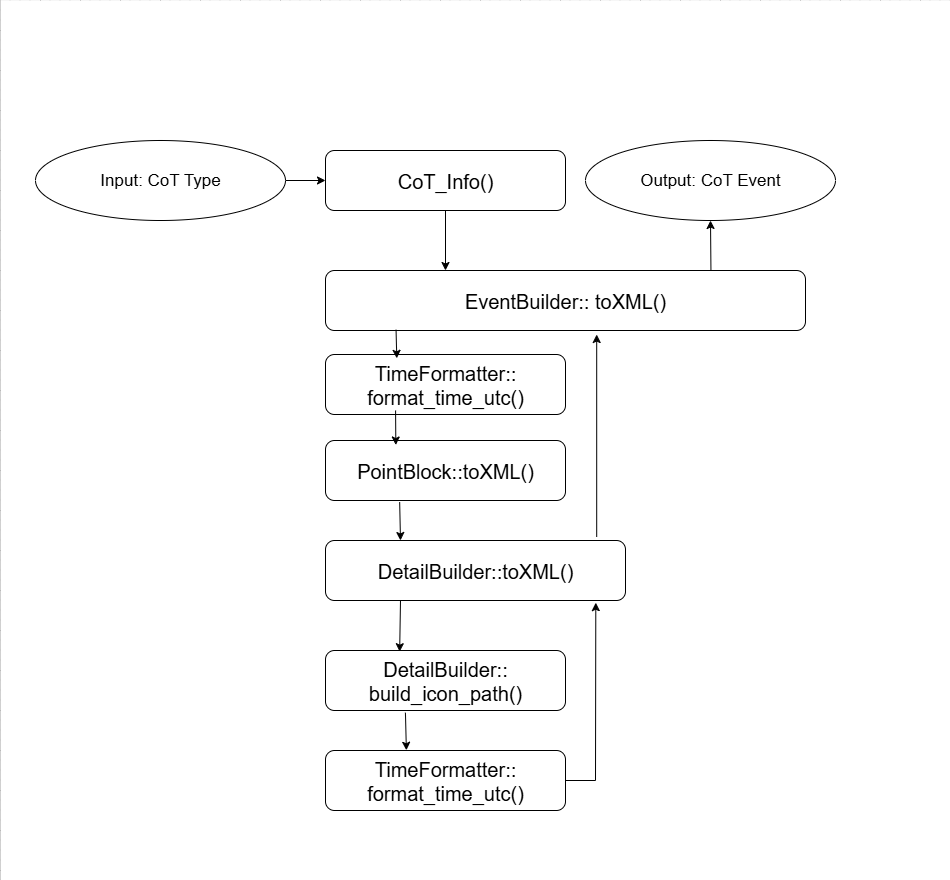 Input: CoT Type
CoT_Info()
Output: CoT Event
EventBuilder:: toXML()
TimeFormatter::
format_time_utc()
PointBlock::toXML()
DetailBuilder::toXML()
DetailBuilder::
build_icon_path()
TimeFormatter::
format_time_utc()